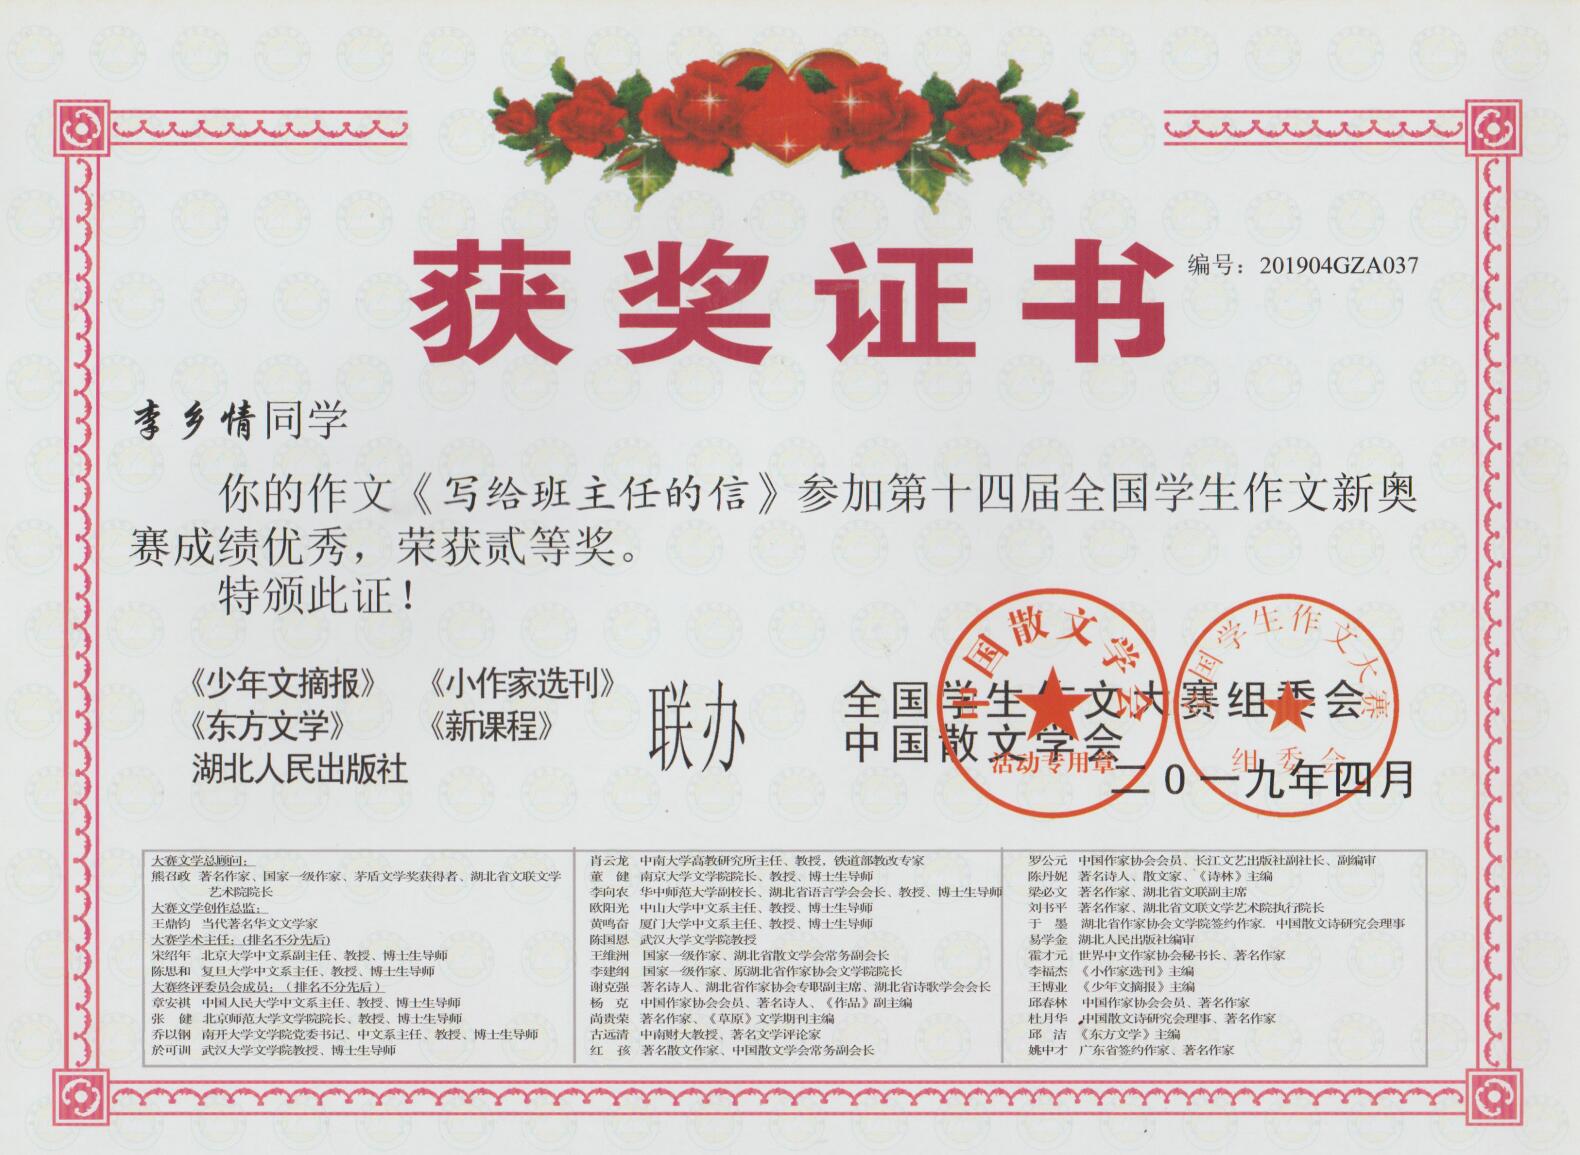 获奖证书
编号：201904GZA037
李乡情同学
你的作文《写给班主任的信》参加第十四届全国学生作文新奥
赛成绩优秀，荣获贰等奖。
特颁此证！
《少年文摘报》 《小作家选刊》
《东方文学》 《新课程》
湖北人民出版社
联办
全国学生作文大赛组委会
中国散文学会
二0一九年四月
中国散文学会
活动专用章
全国学生作文大赛
组委会
大赛文学总顾问：
熊召政 著名作家、国家一级作家、茅盾文学奖获得者、湖北省文联文学
艺术院院长
大赛文学创作总监：
王鼎钧 当代著名华文文学家
大赛学术主任：(排名不分先后)
宋绍年 北京大学中文系副主任、教授、博士生导师
陈思和 复旦大学中文系主任、教授、博士生导师
大赛终评委员会成员：（排名不分先后）
章安祺 中国人民大学中文系主任、教授、博士生导师
张 健 北京师范大学文学院院长、教授、博士生导师
乔以钢 南开大学文学院党委书记、中文系主任、教授、博士生导师
於可训 武汉大学文学院教授、博士生导师
肖云龙 中南大学高教研究所主任、教授，铁道部教改专家
董 健 南京大学文学院院长、教授、博士生导师
李向农 华中师范大学副校长、湖北省语言学会会长、教授、博士生导师
欧阳光 中山大学中文系主任、教授、博士生导师
黄鸣奋 厦门大学中文系主任、教授、博士生导师
陈国恩 武汉大学文学院教授
王维洲 国家一级作家、湖北省散文学会常务副会长
李建纲 国家一级作家、原湖北省作家协会文学院院长
谢克强 著名诗人、湖北省作家协会专职副主席、湖北省诗歌学会会长
杨 克 中国作家协会会员、著名诗人、《作品》副主编
尚贵荣 著名作家、《草原》文学期刊主编
古远清 中南财大教授、著名文学评论家
红 孩 著名散文作家、中国散文学会常务副会长
罗公元 中国作家协会会员、长江文艺出版社副社长、副编审
陈丹妮 著名诗人、散文家、《诗林》主编
梁必文 著名作家、湖北省文联副主席
刘书平 著名作家、湖北省文联文学艺术院执行院长
于 墨 湖北省作家协会文学院签约作家、中国散文诗研究会理事
易学金 湖北人民出版社编审
霍才元 世界中文作家协会秘书长、著名作家
李福杰 《小作家选刊》主编
王博业 《少年文摘报》主编
邱春林 中国作家协会会员、著名作家
杜月华 中国散文诗研究会理事、著名作家
邱 洁 《东方文学》主编
姚中才 广东省签约作家、著名作家